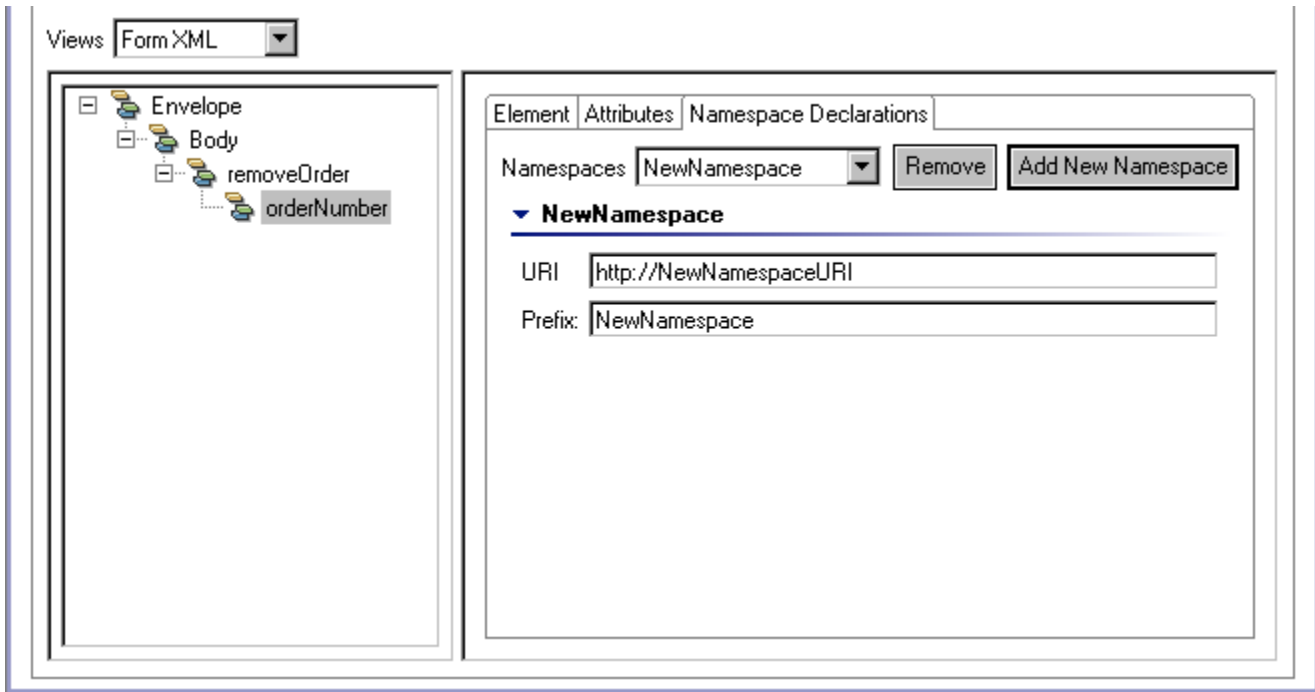 Views Form XML
Envelope
Body
removeOrder
orderNumber
Element Attributes Namespace Declarations
Namespaces NewNamespace Remove Add New Namespace
NewNamespace
URI http://NewNamespaceURI
Prefix: NewNamespace